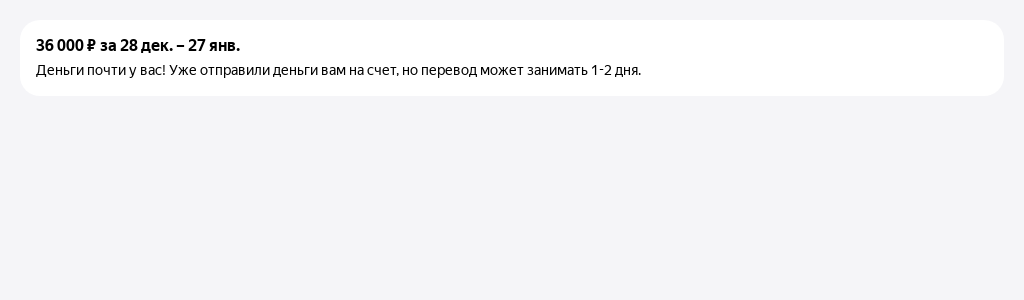 36 000 ₽ за 28 дек. – 27 янв.
Деньги почти у вас! Уже отправили деньги вам на счет, но перевод может занимать 1-2 дня.